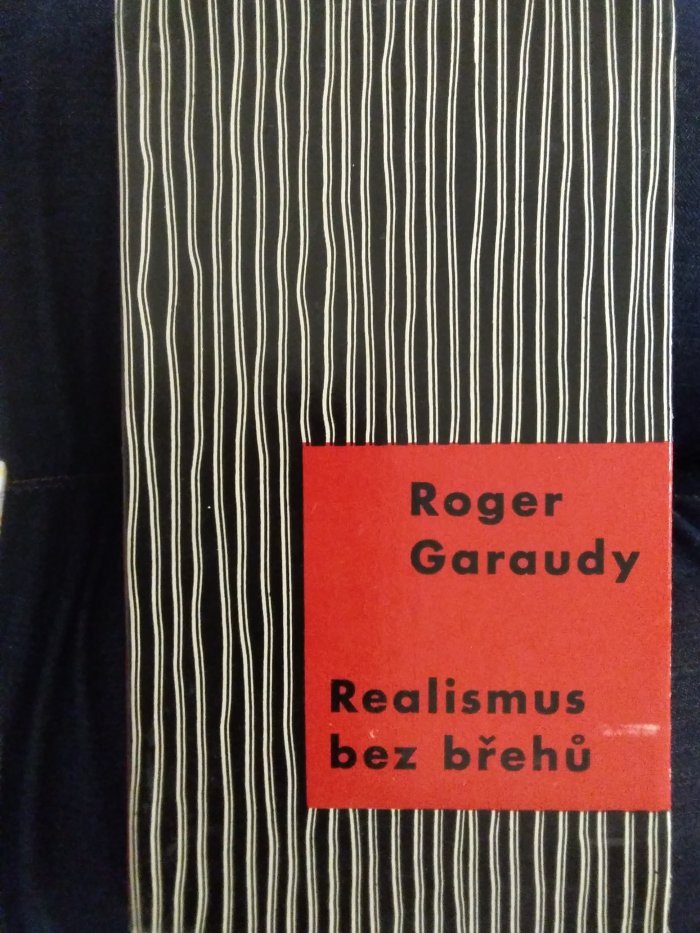 Roger
Garaudy
Realismus
bez břehů